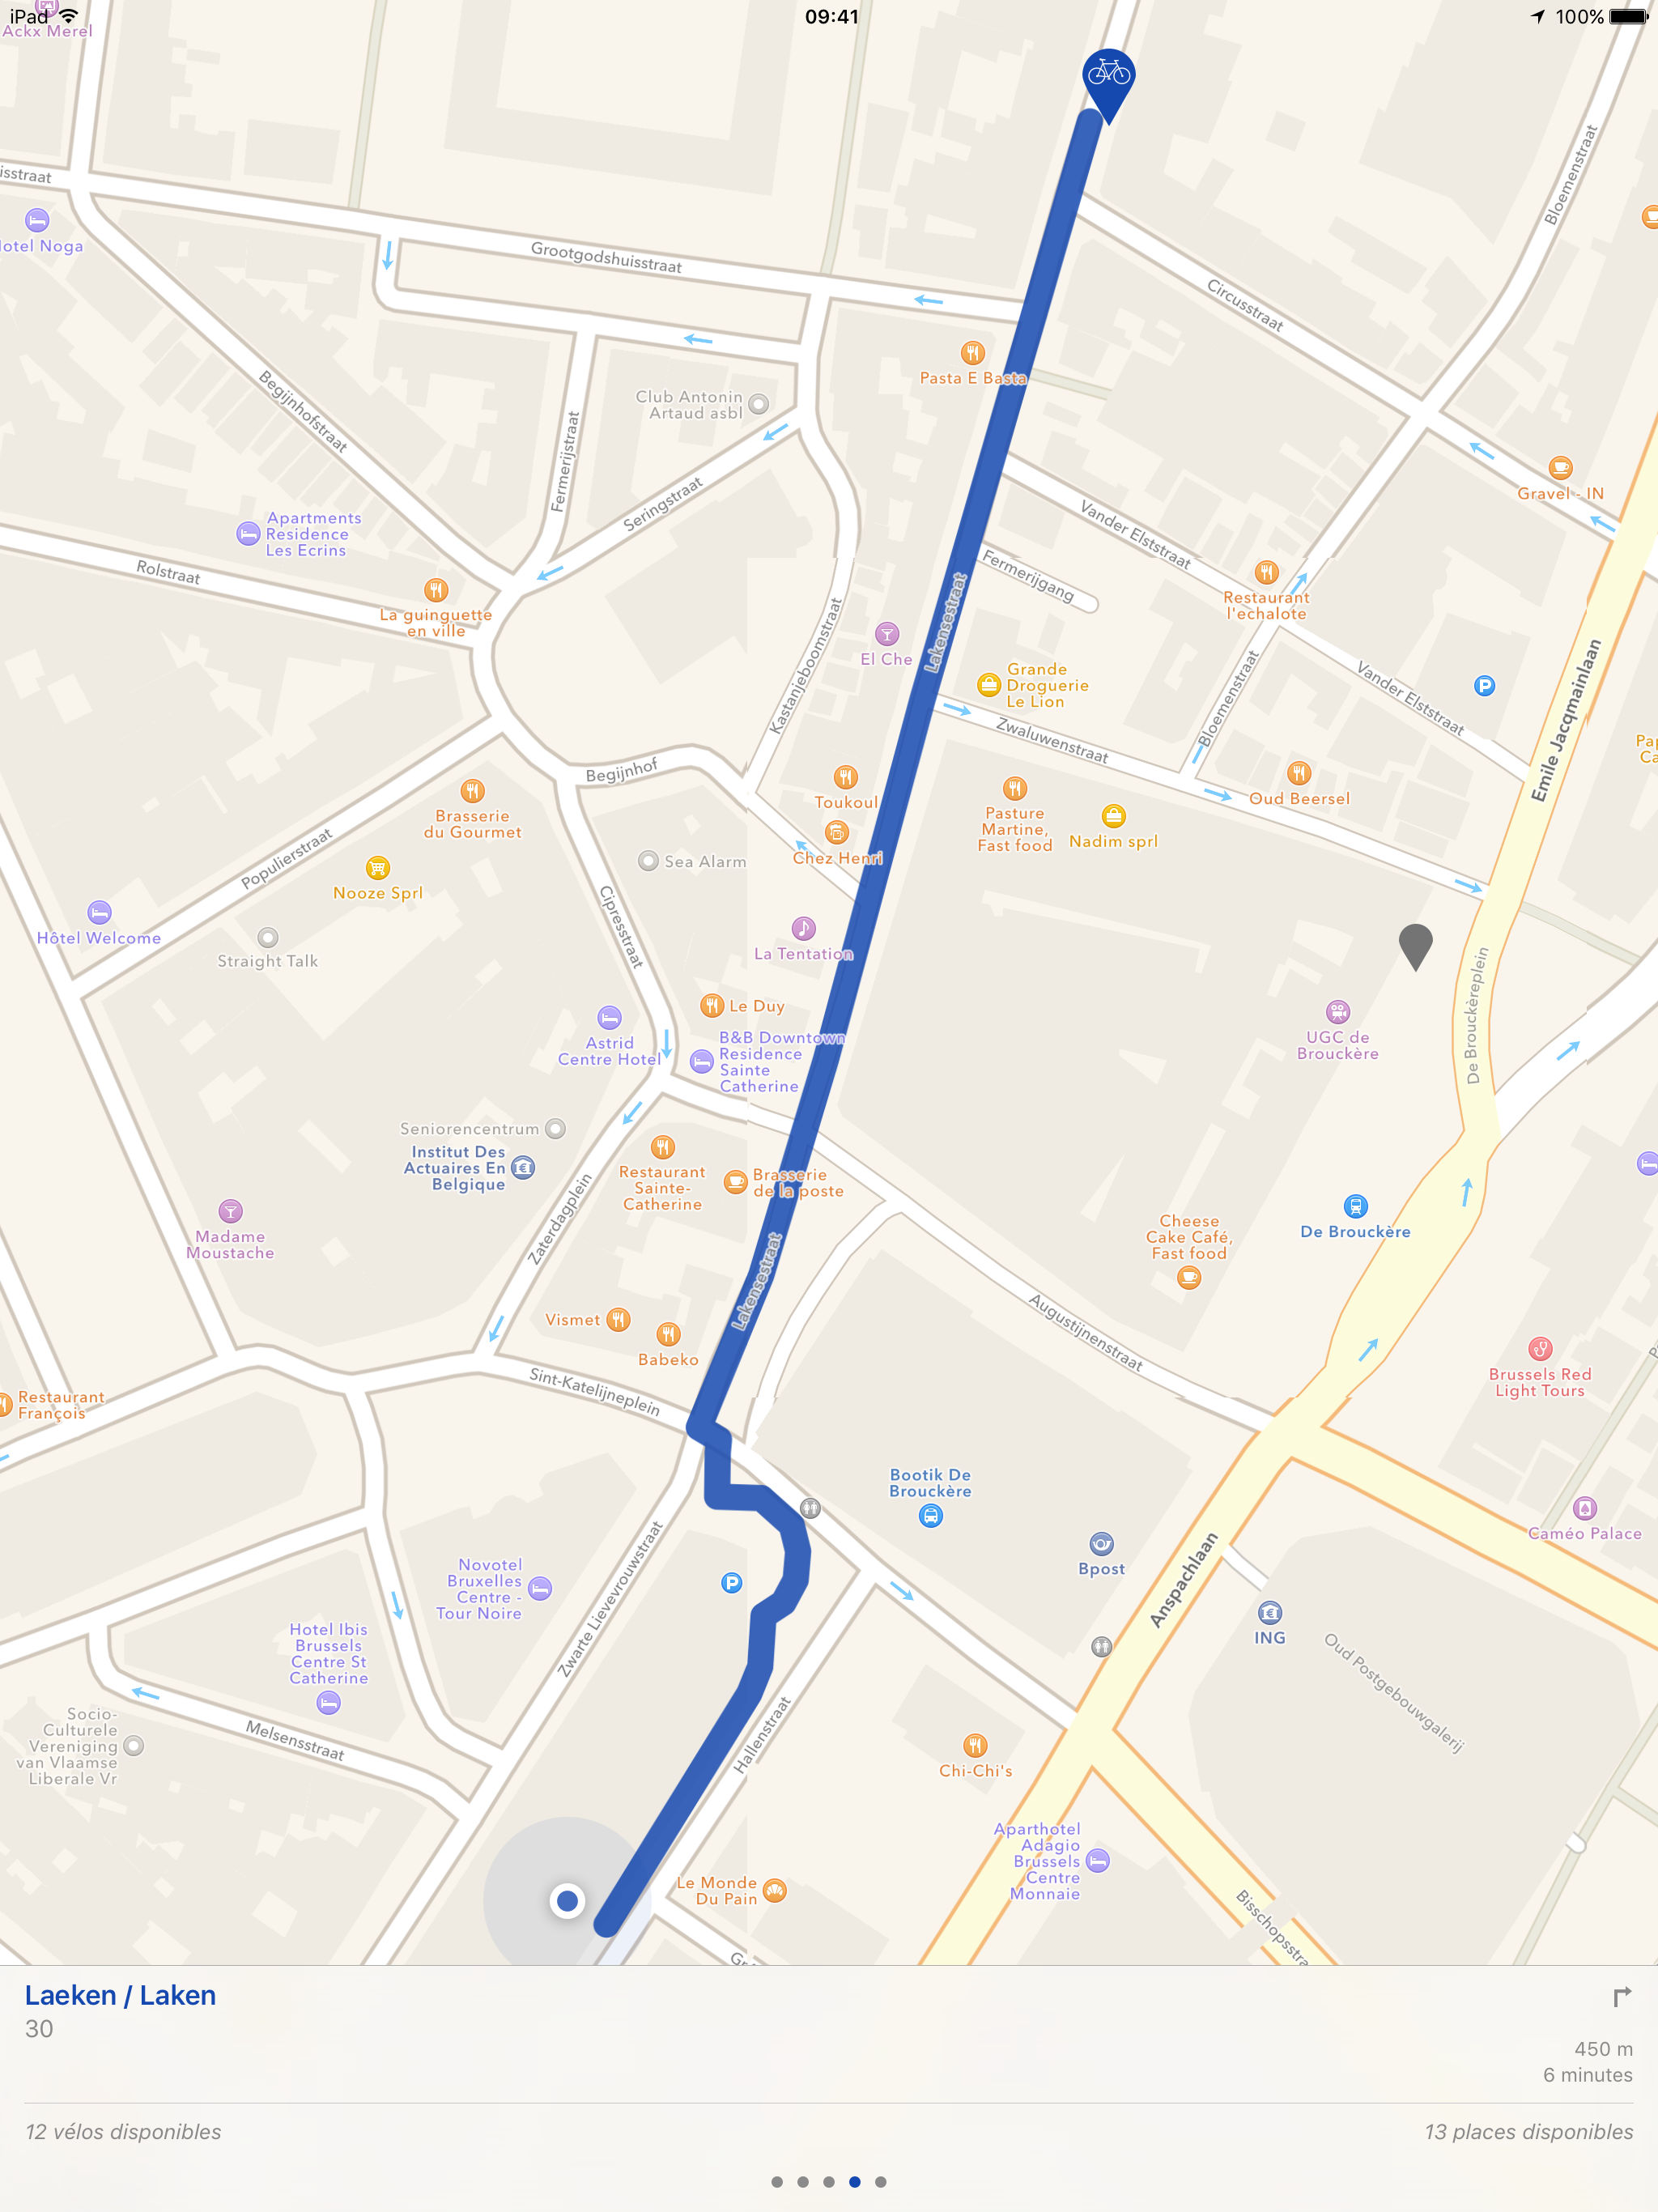 iPad
09:41
100%
Ackx Merel
Hotel Noga
Grootgodshuisstraat
Circusstraat
Bloemenstraat
Begijnhofstraat
Fermerijstraat
Seringstraat
Club Antonin
Artaud asbl
Pasta E Basta
Vander Elststraat
Gravel - IN
Apartments
Residence
Les Ecrins
Rolstraat
La guinguette
en ville
Kastanjeboomstraat
El Che
Lakensestraat
Fermerijgang
Restaurant
l'echalote
Grande
Droguerie
Le Lion
Bloemenstraat
Vander Elststraat
P
Emile Jacqmainlaan
Zwaluwenstraat
Begijnhof
Brasserie
du Gourmet
Toukoul
Chez Henri
Pasture
Martine,
Fast food
Nadim sprl
Oud Beersel
Populierstraat
Nooze Sprl
Sea Alarm
Cipresstraat
Hôtel Welcome
Straight Talk
La Tentation
Le Duy
Astrid
Centre Hotel
B&B Downtown
Residence
Sainte
Catherine
UGC de
Brouckère
De Brouckèreplein
Seniorencentrum
Institut Des
Actuaires En
Belgique
Restaurant
Sainte-
Catherine
Brasserie
de la poste
Madame
Moustache
Zaterdagplein
Lakensestraat
Cheese
Cake Café,
Fast food
De Brouckère
Vismet
Babeko
Augustijnenstraat
Brussels Red
Light Tours
Restaurant
François
Sint-Katelijneplein
Bootik De
Brouckère
Caméo Palace
Bpost
Anspachlaan
ING
Novotel
Bruxelles
Centre -
Tour Noire
P
Zwarte Lievevrouwstraat
Hotel Ibis
Brussels
Centre St
Catherine
Oud Postgebouwgalerij
Socio-
Culturele
Vereniging
van Vlaamse
Liberale Vr
Melsensstraat
Hallenstraat
Chi-Chi's
Aparthotel
Adagio
Brussels
Centre
Monnaie
Le Monde
Du Pain
Bisschopsstra
Laeken / Laken
30
450 m
6 minutes
12 vélos disponibles
13 places disponibles